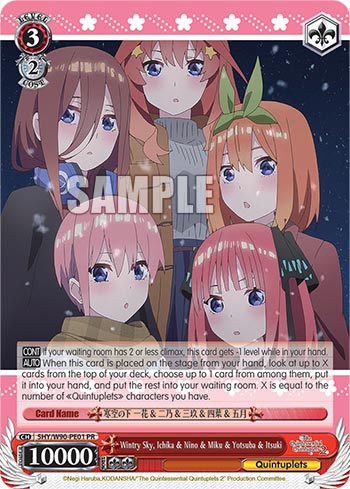 LEVEL
3
2
COST
SAMPLE
CONT If your waiting room has 2 or less climax, this card gets -1 level while in your hand.
AUTO When this card is placed on the stage from your hand, look at up to X
cards from the top of your deck, choose up to 1 card from among them, put
it into your hand, and put the rest into your waiting room. X is equal to the
number of «Quintuplets» characters you have.
Card Name 寒空の下 一花 & 二乃 & 三玖 & 四葉 & 五月
CH 5HY/W90-PE01 PR
Wintry Sky, Ichika & Nino & Miku & Yotsuba & Itsuki
10000
Quintuplets
©Negi Haruba,KODANSHA/"The Quintessential Quintuplets 2" Production Committee.